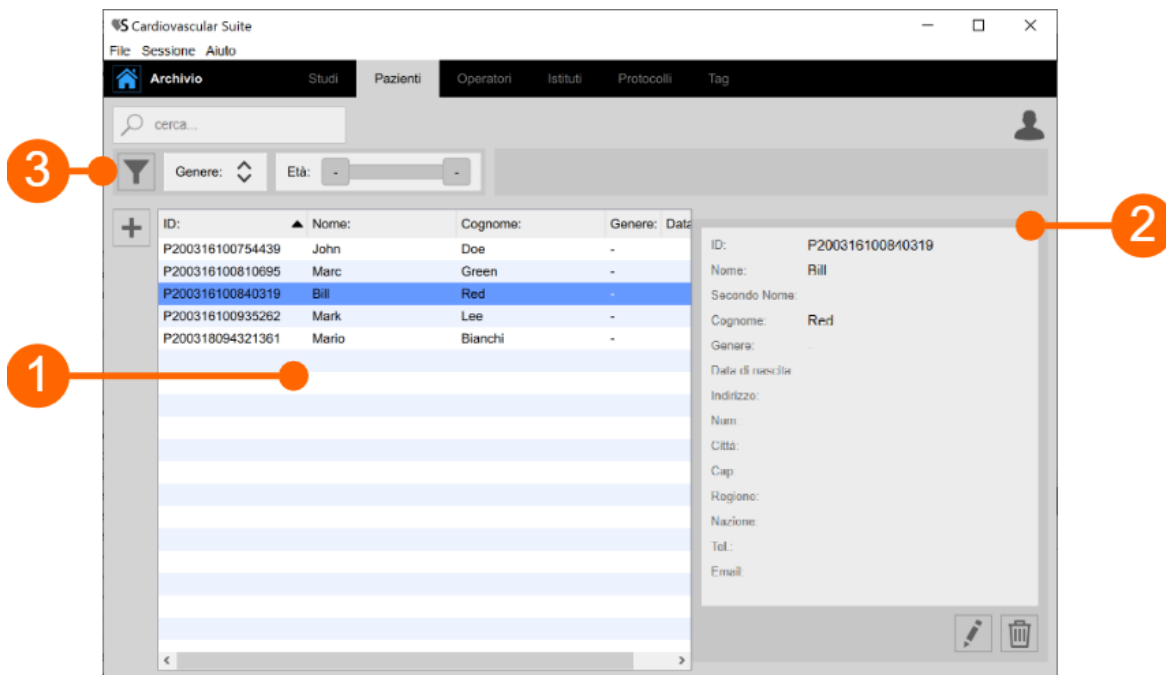 Cardiovascular Suite
File Sessione Aiuto
Archivio Studi Pazienti Operatori Istituti Protocolli Tag
cerca...
3
Genere: Età: - -
2
ID: Nome: Cognome: Genere: Data
P200316100754439 John Doe -
P200316100810695 Marc Green -
P200316100840319 Bill Red -
P200316100935262 Mark Lee -
P200318094321361 Mario Bianchi -
1
ID: P200316100840319
Nome: Bill
Secondo Nome:
Cognome: Red
Genere: -
Data di nascita
Indirizzo:
Num:
Città:
Cap
Regione:
Nazione:
Tel.:
Email: